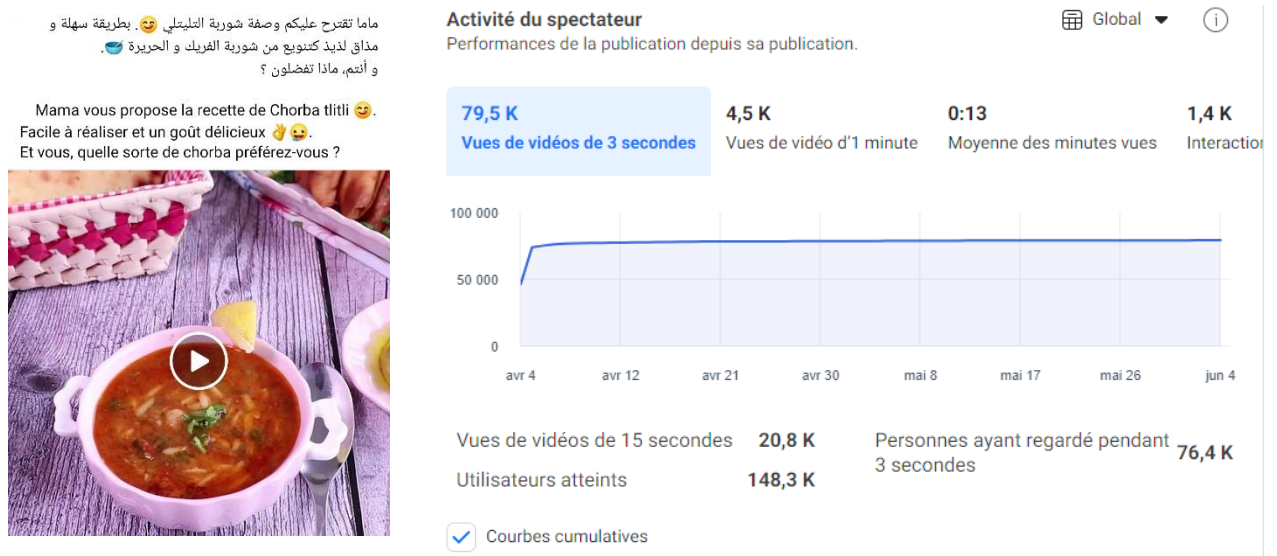 ماما تقترح عليكم وصفة شوربة التليتلي 😊. بطريقة سهلة و
مذاق لذيذ كتنويع من شوربة الفريك و الحريرة 🥣.
و أنتم، ماذا تفضلون ؟
Mama vous propose la recette de Chorba tlitli 😊.
Facile à réaliser et un goût délicieux 👌😜.
Et vous, quelle sorte de chorba préférez-vous ?
Activité du spectateur
Global
Performances de la publication depuis sa publication.
79,5 K
Vues de vidéos de 3 secondes
4,5 K
Vues de vidéo d'1 minute
0:13
Moyenne des minutes vues
1,4 K
Interaction
100 000
50 000
0
avr 4 avr 12 avr 21 avr 30 mai 8 mai 17 mai 26 jun 4
Vues de vidéos de 15 secondes 20,8 K
Utilisateurs atteints 148,3 K
Personnes ayant regardé pendant
3 secondes
76,4 K
Courbes cumulatives